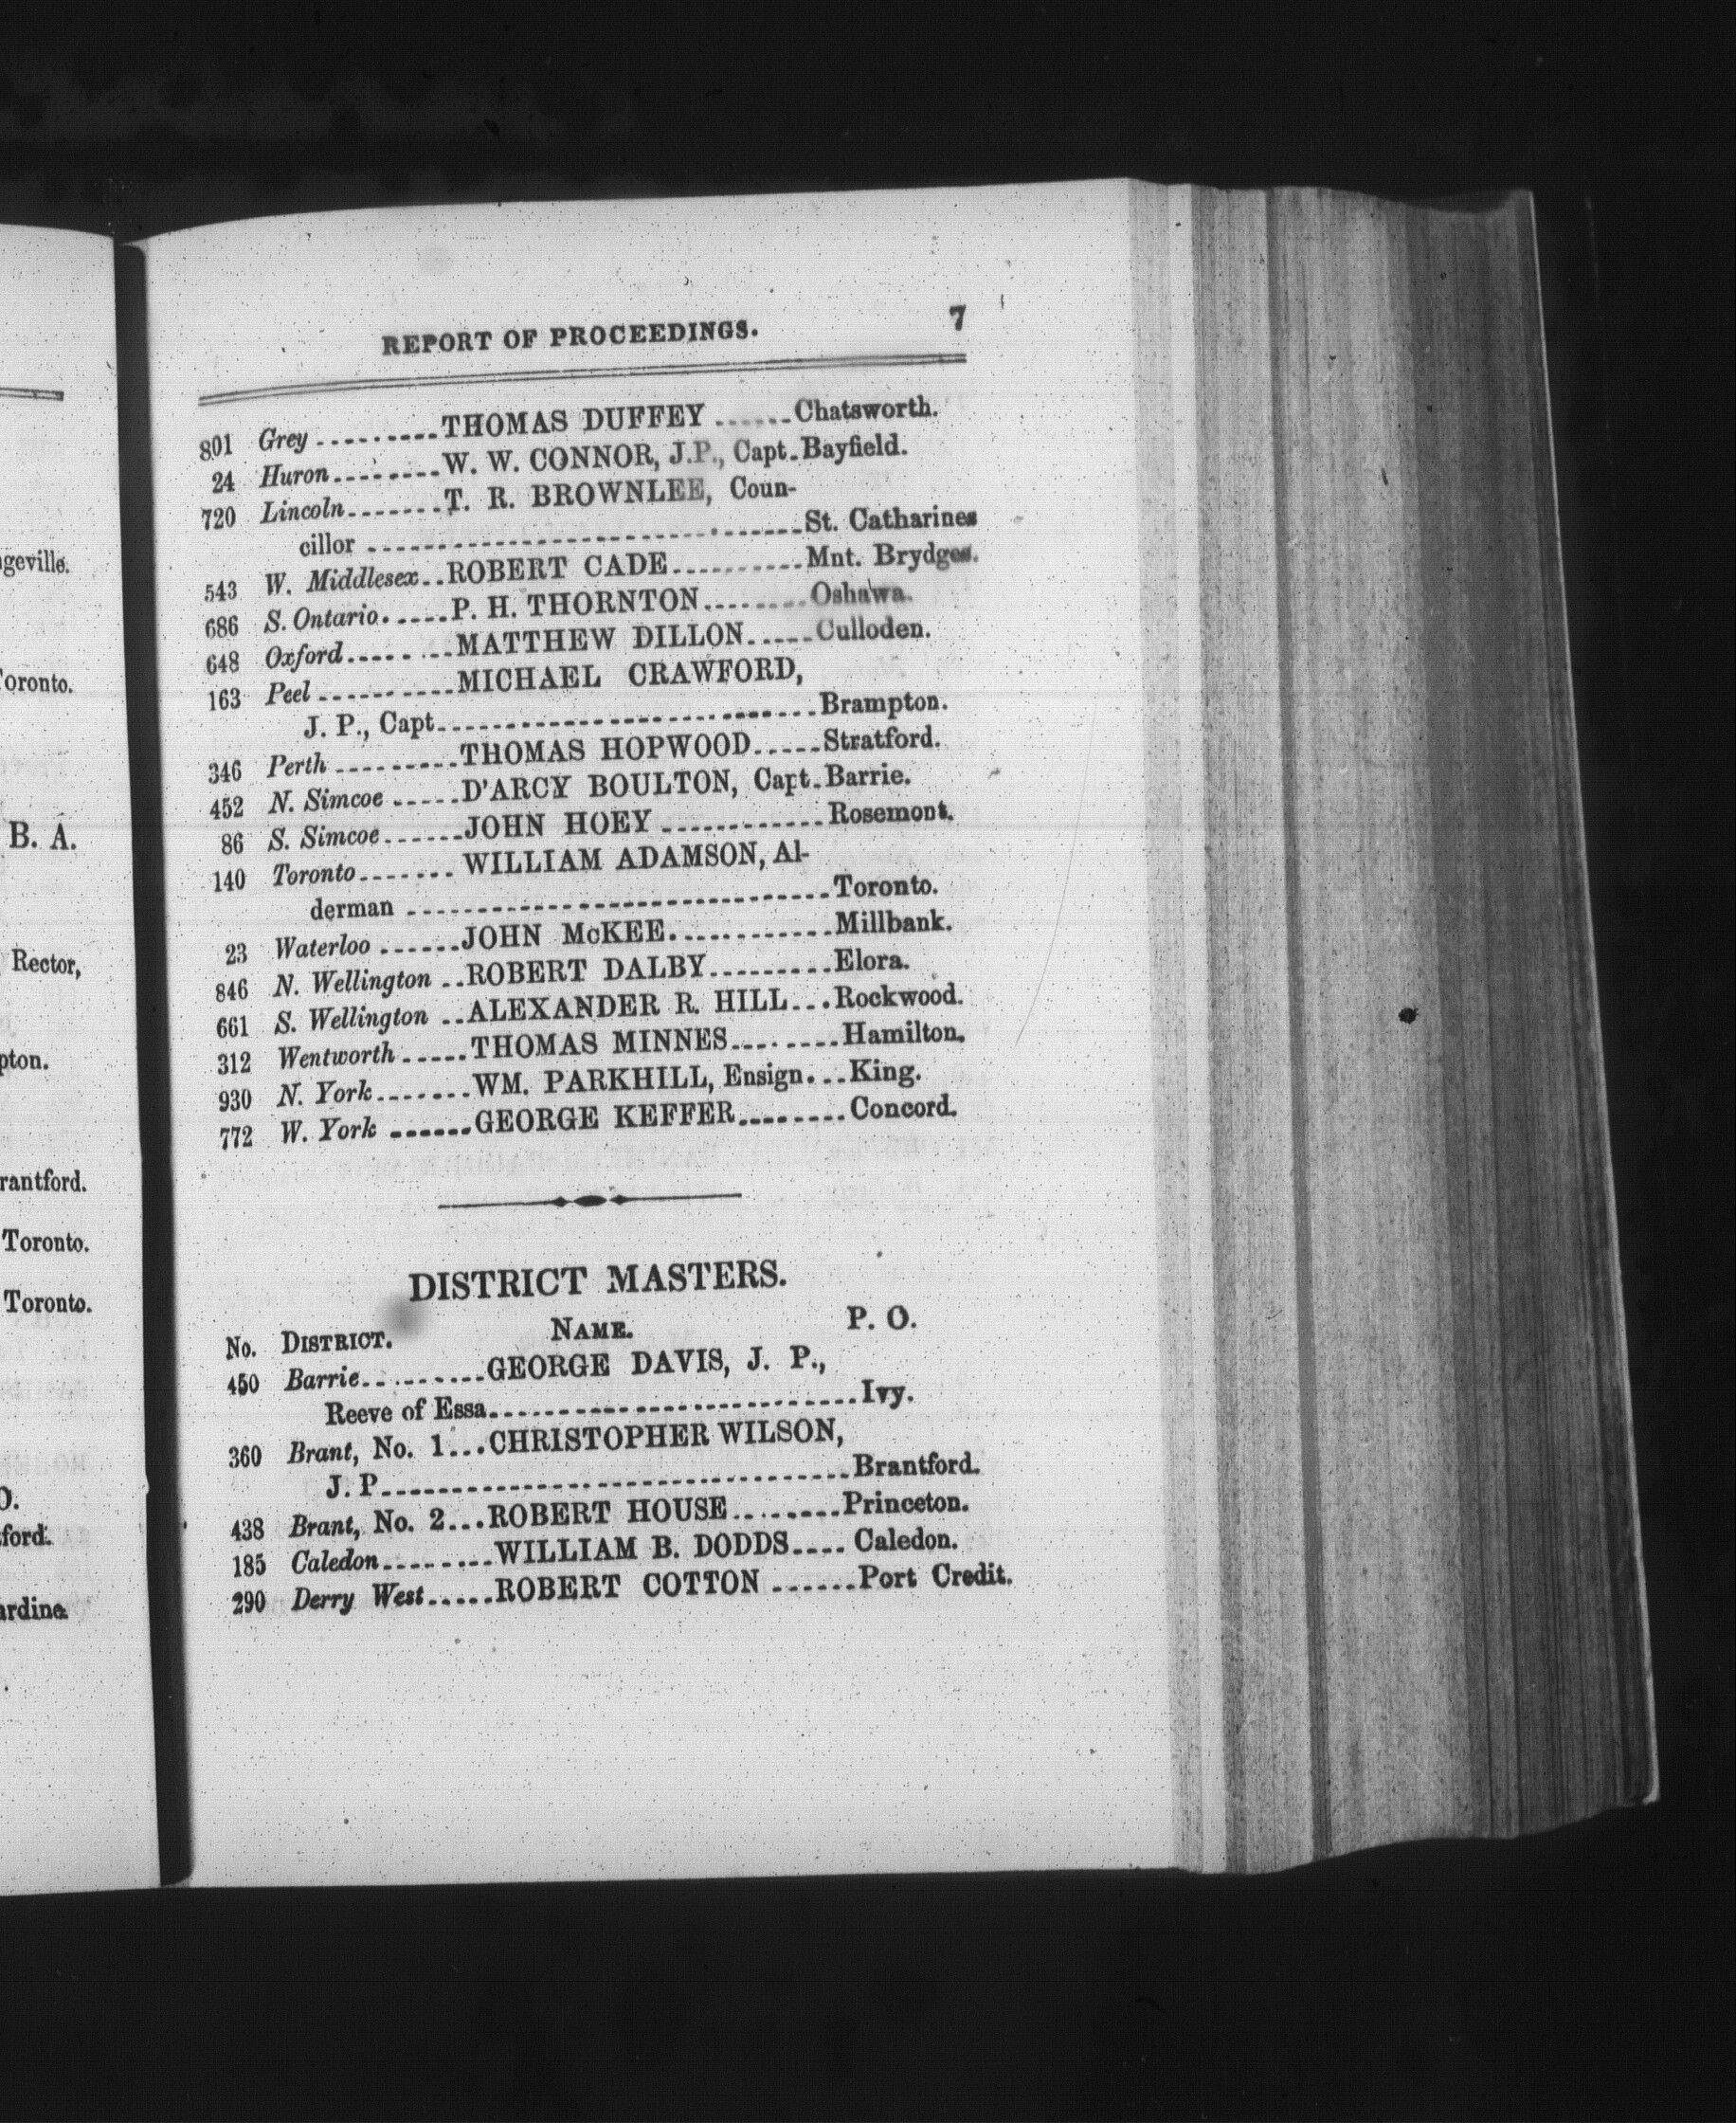 REPORT OF PROCEEDINGS. 7
801 Grey.........THOMAS DUFFEY......Chatsworth.
24 Huron........W. W. CONNOR, J.P., Capt.Bayfield.
720 Lincoln.......T. R. BROWNLEE, Coun-
cillor..............................St. Catharines
543 W. Middlesex..ROBERT CADE..........Mnt. Brydges.
686 S. Ontario......P. H. THORNTON........Oshawa.
648 Oxford........MATTHEW DILLON.....Culloden.
163 Peel..........MICHAEL CRAWFORD,
J. P., Capt..............................Brampton.
346 Perth.........THOMAS HOPWOOD.....Stratford.
452 N. Simcoe.....D'ARCY BOULTON, Capt.Barrie.
86 S. Simcoe......JOHN HOEY............Rosemont.
140 Toronto.......WILLIAM ADAMSON, Al-
derman..............................Toronto.
23 Waterloo......JOHN McKEE............Millbank.
846 N. Wellington..ROBERT DALBY.........Elora.
661 S. Wellington..ALEXANDER R. HILL...Rockwood.
312 Wentworth.....THOMAS MINNES........Hamilton.
930 N. York.......WM. PARKHILL, Ensign...King.
772 W. York......GEORGE KEFFER........Concord.
DISTRICT MASTERS.
No. DISTRICT. NAME. P. O.
450 Barrie.........GEORGE DAVIS, J. P.,
Reeve of Essa..............................Ivy.
360 Brant, No. 1...CHRISTOPHER WILSON,
J. P..............................Brantford.
438 Brant, No. 2...ROBERT HOUSE.........Princeton.
185 Caledon........WILLIAM B. DODDS....Caledon.
290 Derry West.....ROBERT COTTON......Port Credit.
geville.
Toronto.
B. A.
Rector,
pton.
rantford.
Toronto.
Toronto.
O.
ford.
ardine.